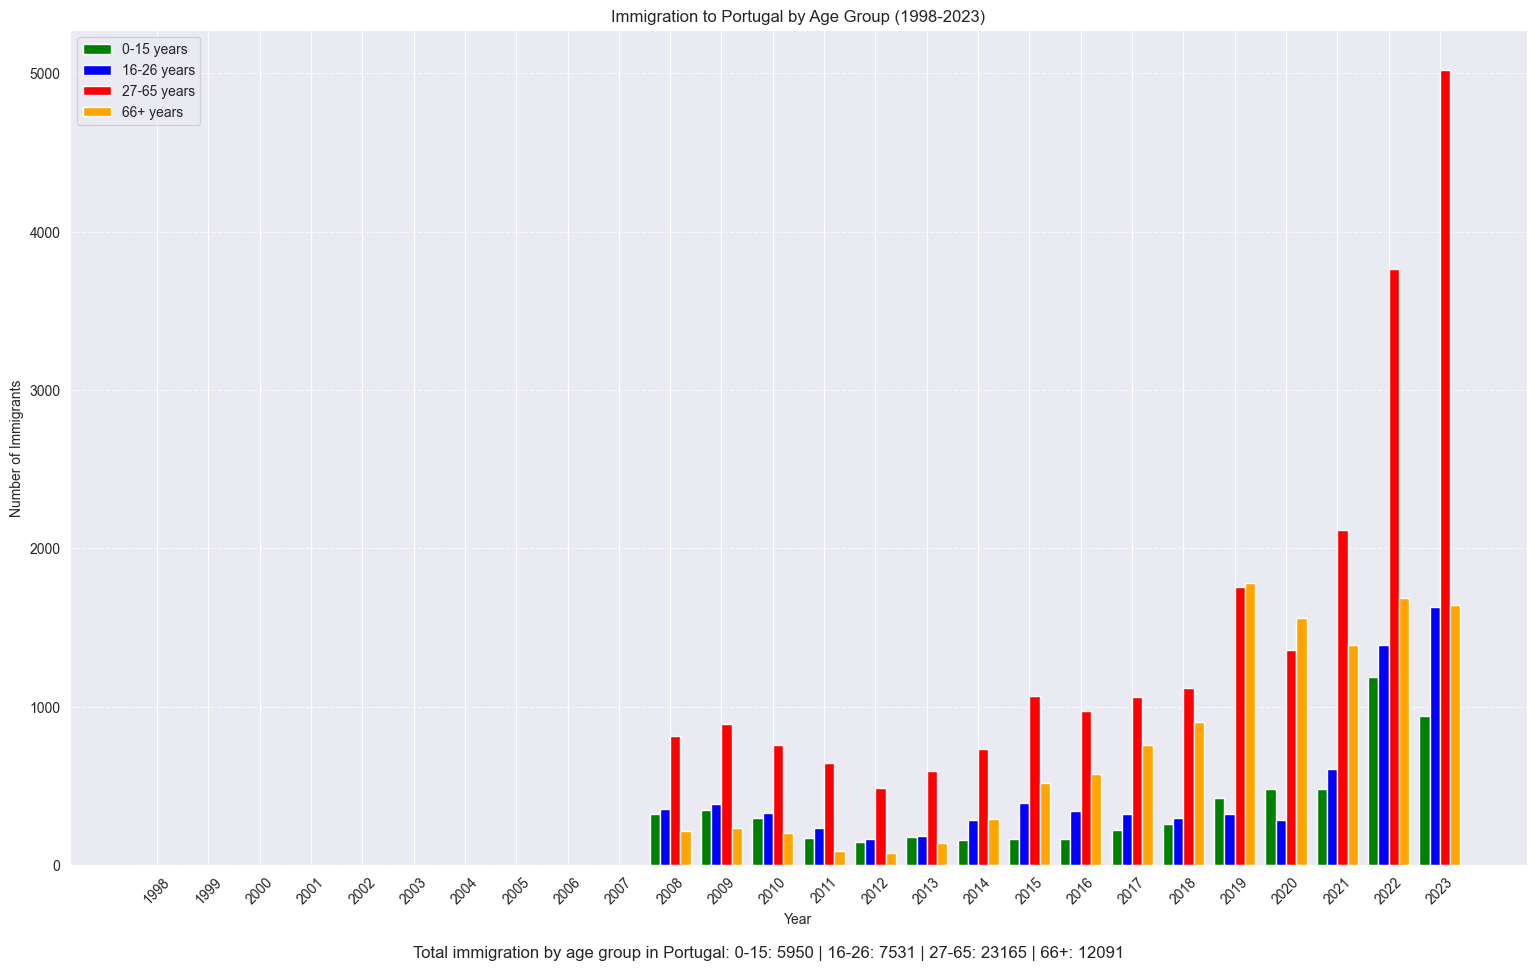 Immigration to Portugal by Age Group (1998-2023)
0-15 years
16-26 years
27-65 years
66+ years
Number of Immigrants
5000
4000
3000
2000
1000
0
1998 1999 2000 2001 2002 2003 2004 2005 2006 2007 2008 2009 2010 2011 2012 2013 2014 2015 2016 2017 2018 2019 2020 2021 2022 2023
Year
Total immigration by age group in Portugal: 0-15: 5950 | 16-26: 7531 | 27-65: 23165 | 66+: 12091